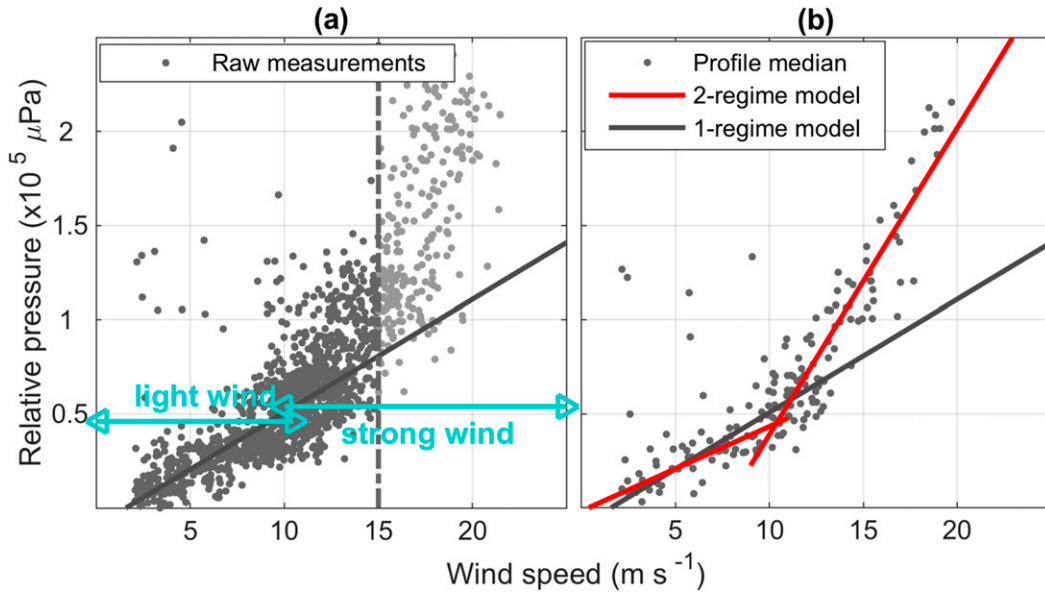 (a)
(b)
Raw measurements
Profile median
2-regime model
1-regime model
Relative pressure (x10 ⁵ μPa)
2
1.5
1
0.5
light wind
strong wind
5
10
15
20
5
10
15
20
Wind speed (m s ⁻¹)